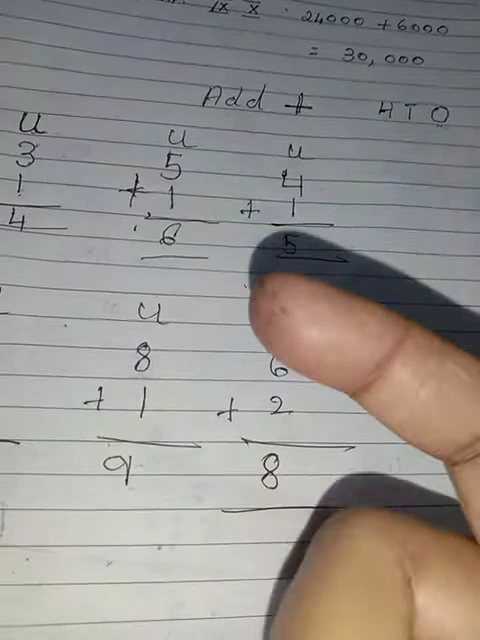 1x x . 24000 + 6000
= 30,000
Add + H T O
u u u
3 5 4
1 + 1 + 1
4 6 5
u
8 6
+ 1 + 2
9 8